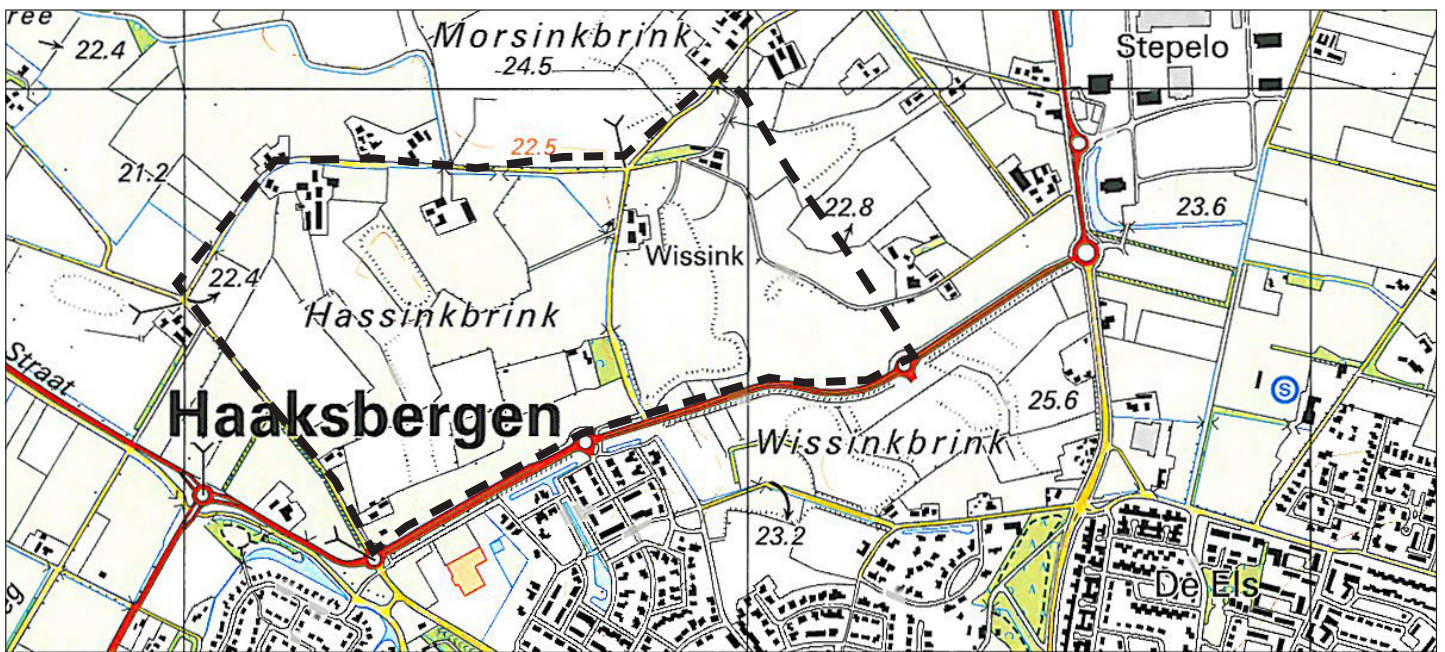 ree
22.4
Morsinkbrink
24.5
Stepelo
22.5
21.2
22.8
23.6
Wissink
22.4
Hassinkbrink
Straat
Haaksbergen
25.6
S
Wissinkbrink
23.2
De Els
eg